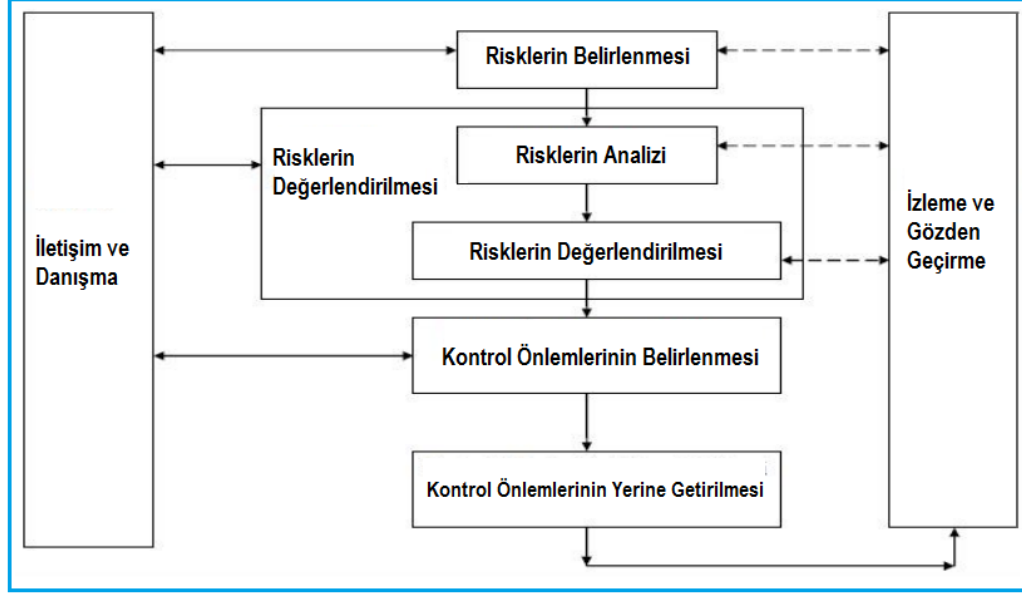 Risklerin Belirlenmesi
Risklerin Analizi
Risklerin
Değerlendirilmesi
Risklerin Değerlendirilmesi
İletişim ve
Danışma
İzleme ve
Gözden
Geçirme
Kontrol Önlemlerinin Belirlenmesi
Kontrol Önlemlerinin Yerine Getirilmesi